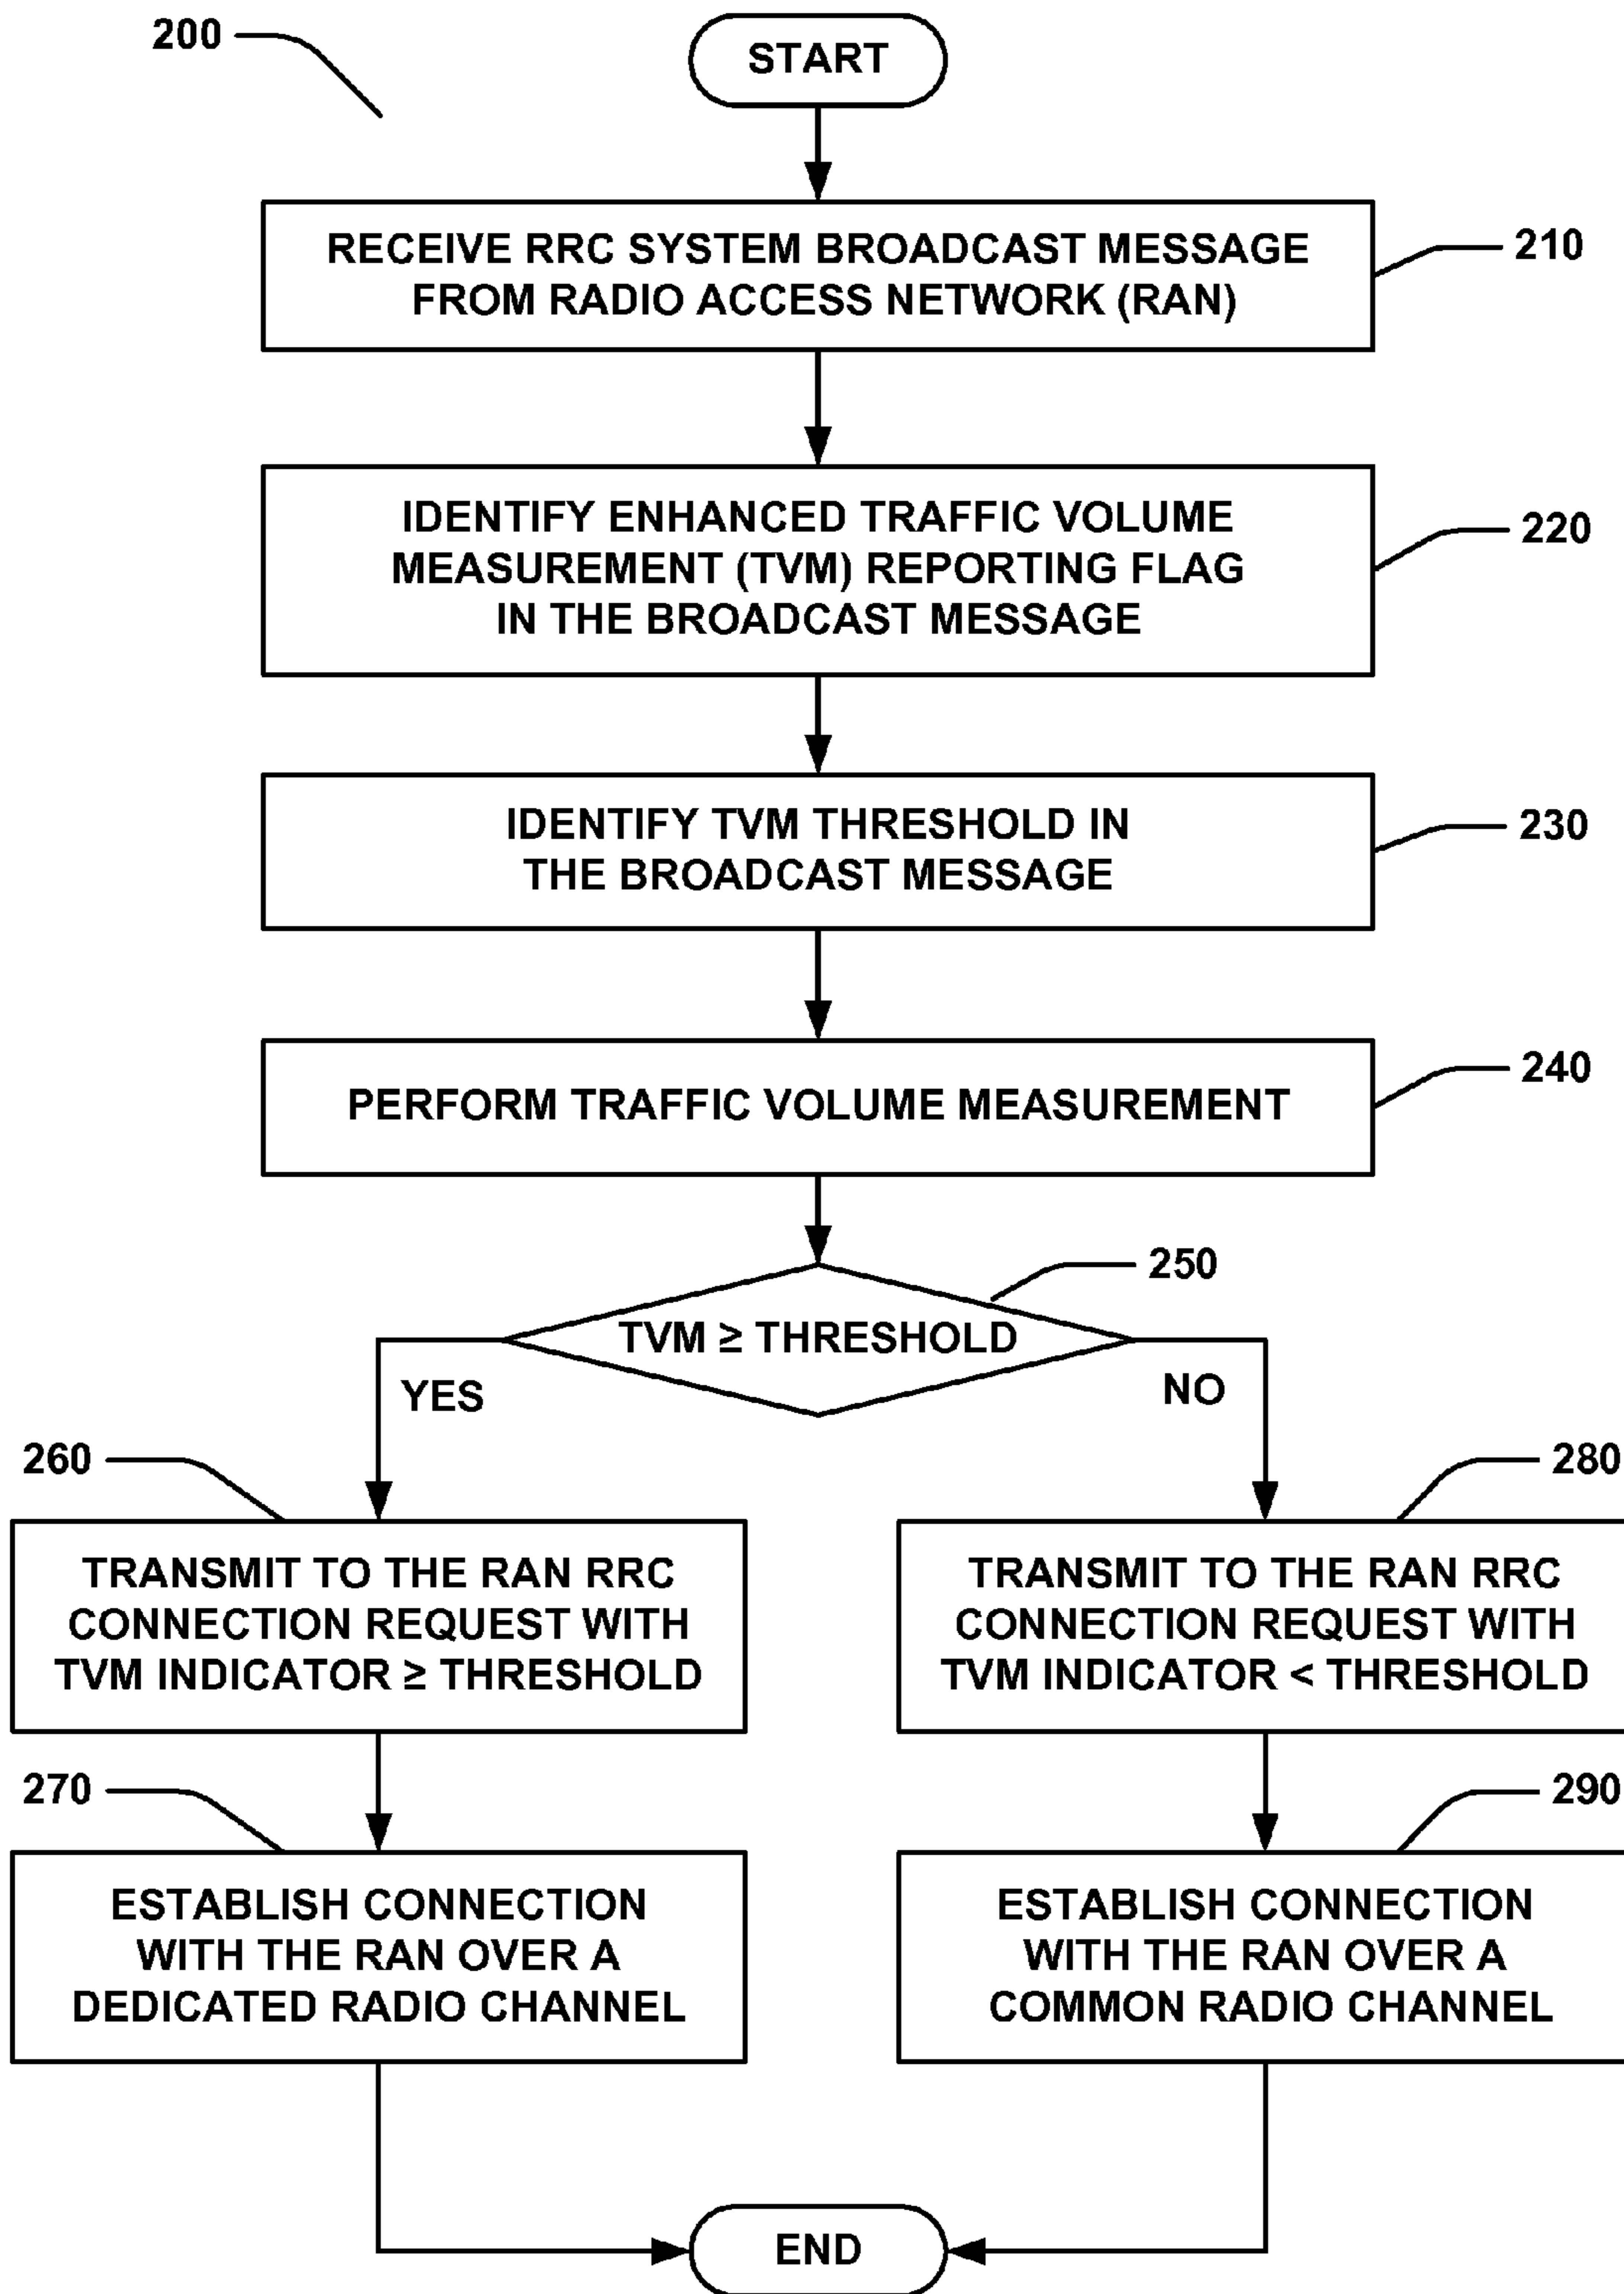 200
START
RECEIVE RRC SYSTEM BROADCAST MESSAGE
FROM RADIO ACCESS NETWORK (RAN)
210
IDENTIFY ENHANCED TRAFFIC VOLUME
MEASUREMENT (TVM) REPORTING FLAG
IN THE BROADCAST MESSAGE
220
IDENTIFY TVM THRESHOLD IN
THE BROADCAST MESSAGE
230
PERFORM TRAFFIC VOLUME MEASUREMENT
240
250
TVM ≥ THRESHOLD
YES
NO
260
TRANSMIT TO THE RAN RRC
CONNECTION REQUEST WITH
TVM INDICATOR ≥ THRESHOLD
280
TRANSMIT TO THE RAN RRC
CONNECTION REQUEST WITH
TVM INDICATOR < THRESHOLD
270
ESTABLISH CONNECTION
WITH THE RAN OVER A
DEDICATED RADIO CHANNEL
290
ESTABLISH CONNECTION
WITH THE RAN OVER A
COMMON RADIO CHANNEL
END